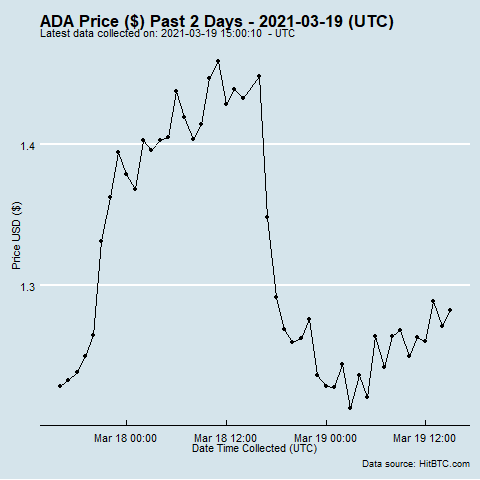 ADA Price ($) Past 2 Days - 2021-03-19 (UTC)
Latest data collected on: 2021-03-19 15:00:10 - UTC
1.4
Price USD ($)
1.3
Mar 18 00:00 Mar 18 12:00 Mar 19 00:00 Mar 19 12:00
Date Time Collected (UTC)
Data source: HitBTC.com